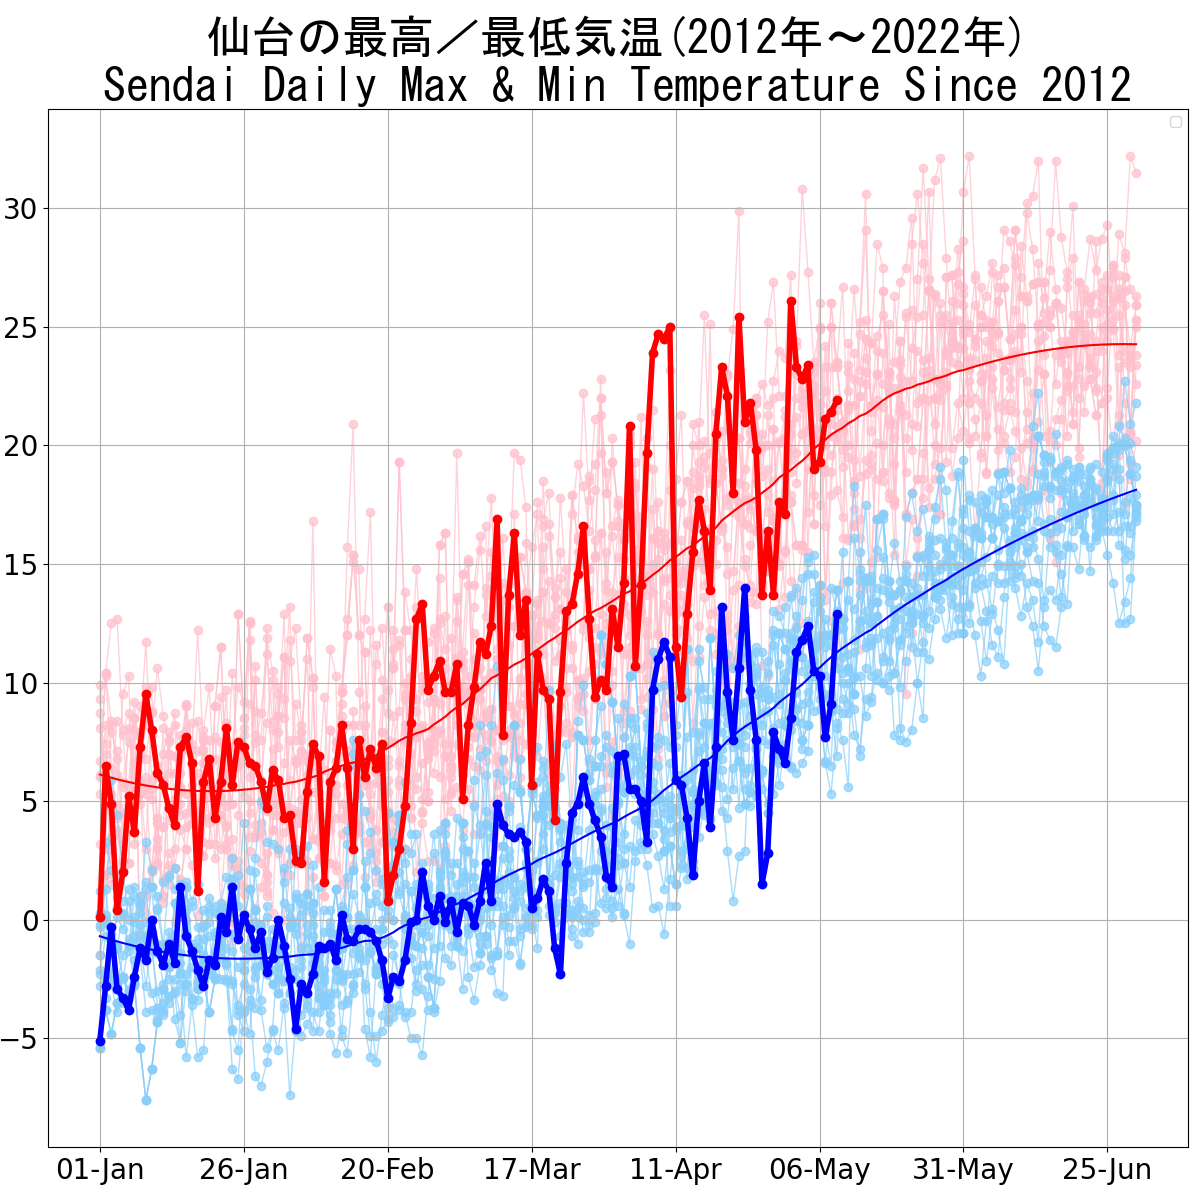 仙台の最高／最低気温(2012年～2022年)
Sendai Daily Max & Min Temperature Since 2012
30
25
20
15
10
5
0
−5
01-Jan 26-Jan 20-Feb 17-Mar 11-Apr 06-May 31-May 25-Jun